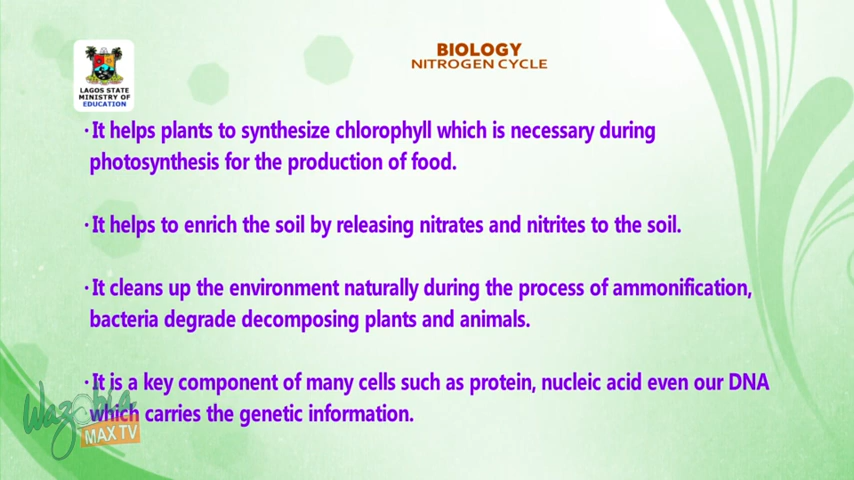 BIOLOGY
NITROGEN CYCLE
LAGOS STATE
MINISTRY OF
EDUCATION
·It helps plants to synthesize chlorophyll which is necessary during
photosynthesis for the production of food.
·It helps to enrich the soil by releasing nitrates and nitrites to the soil.
·It cleans up the environment naturally during the process of ammonification,
bacteria degrade decomposing plants and animals.
·It is a key component of many cells such as protein, nucleic acid even our DNA
which carries the genetic information.
Wazobia
MAX TV